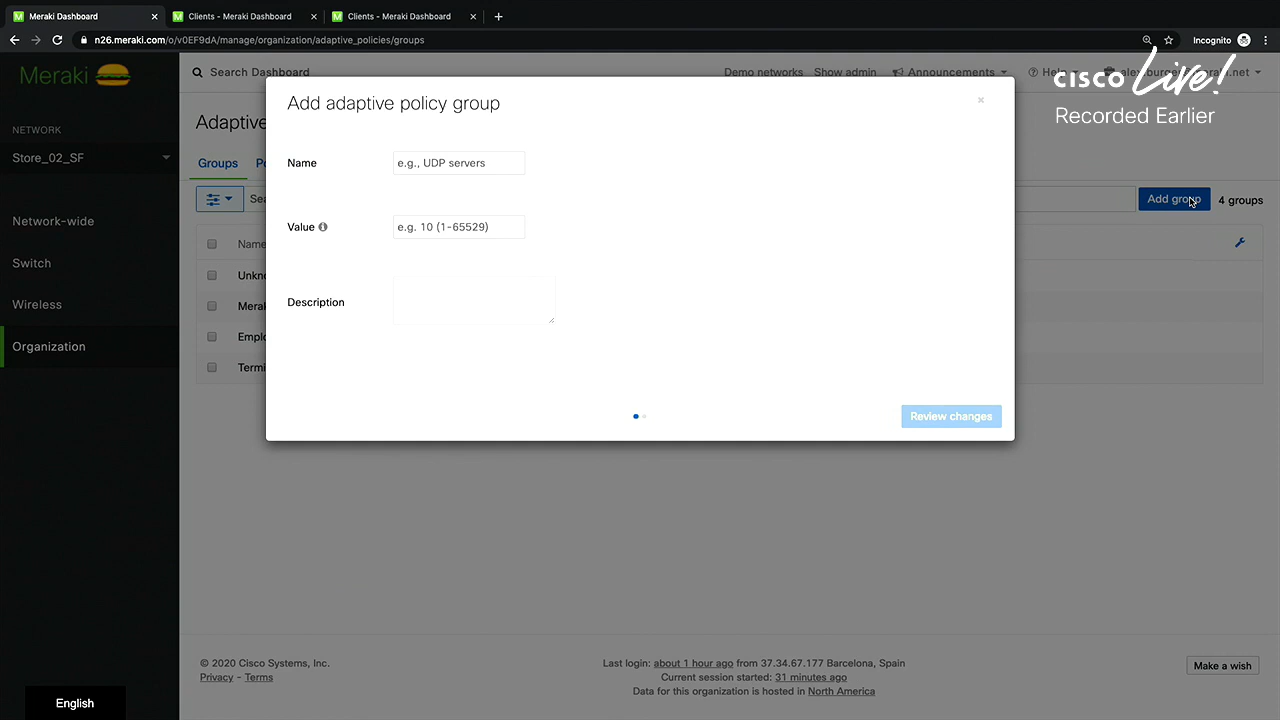 Meraki Dashboard
Clients - Meraki Dashboard
Clients - Meraki Dashboard
n26.meraki.com/o/v0EF9dA/manage/organization/adaptive_policies/groups
Incognito
Meraki
Search Dashboard
Demo networks
Show admin
Announcements
Help
cisco Live!
Recorded Earlier
NETWORK
Store_02_SF
Network-wide
Switch
Wireless
Organization
Adaptive
Groups
Add group
4 groups
Name
Add adaptive policy group
Name
e.g., UDP servers
Value
e.g. 10 (1-65529)
Description
Review changes
© 2020 Cisco Systems, Inc.
Privacy - Terms
Last login: about 1 hour ago from 37.34.67.177 Barcelona, Spain
Current session started: 31 minutes ago
Data for this organization is hosted in North America
Make a wish
English